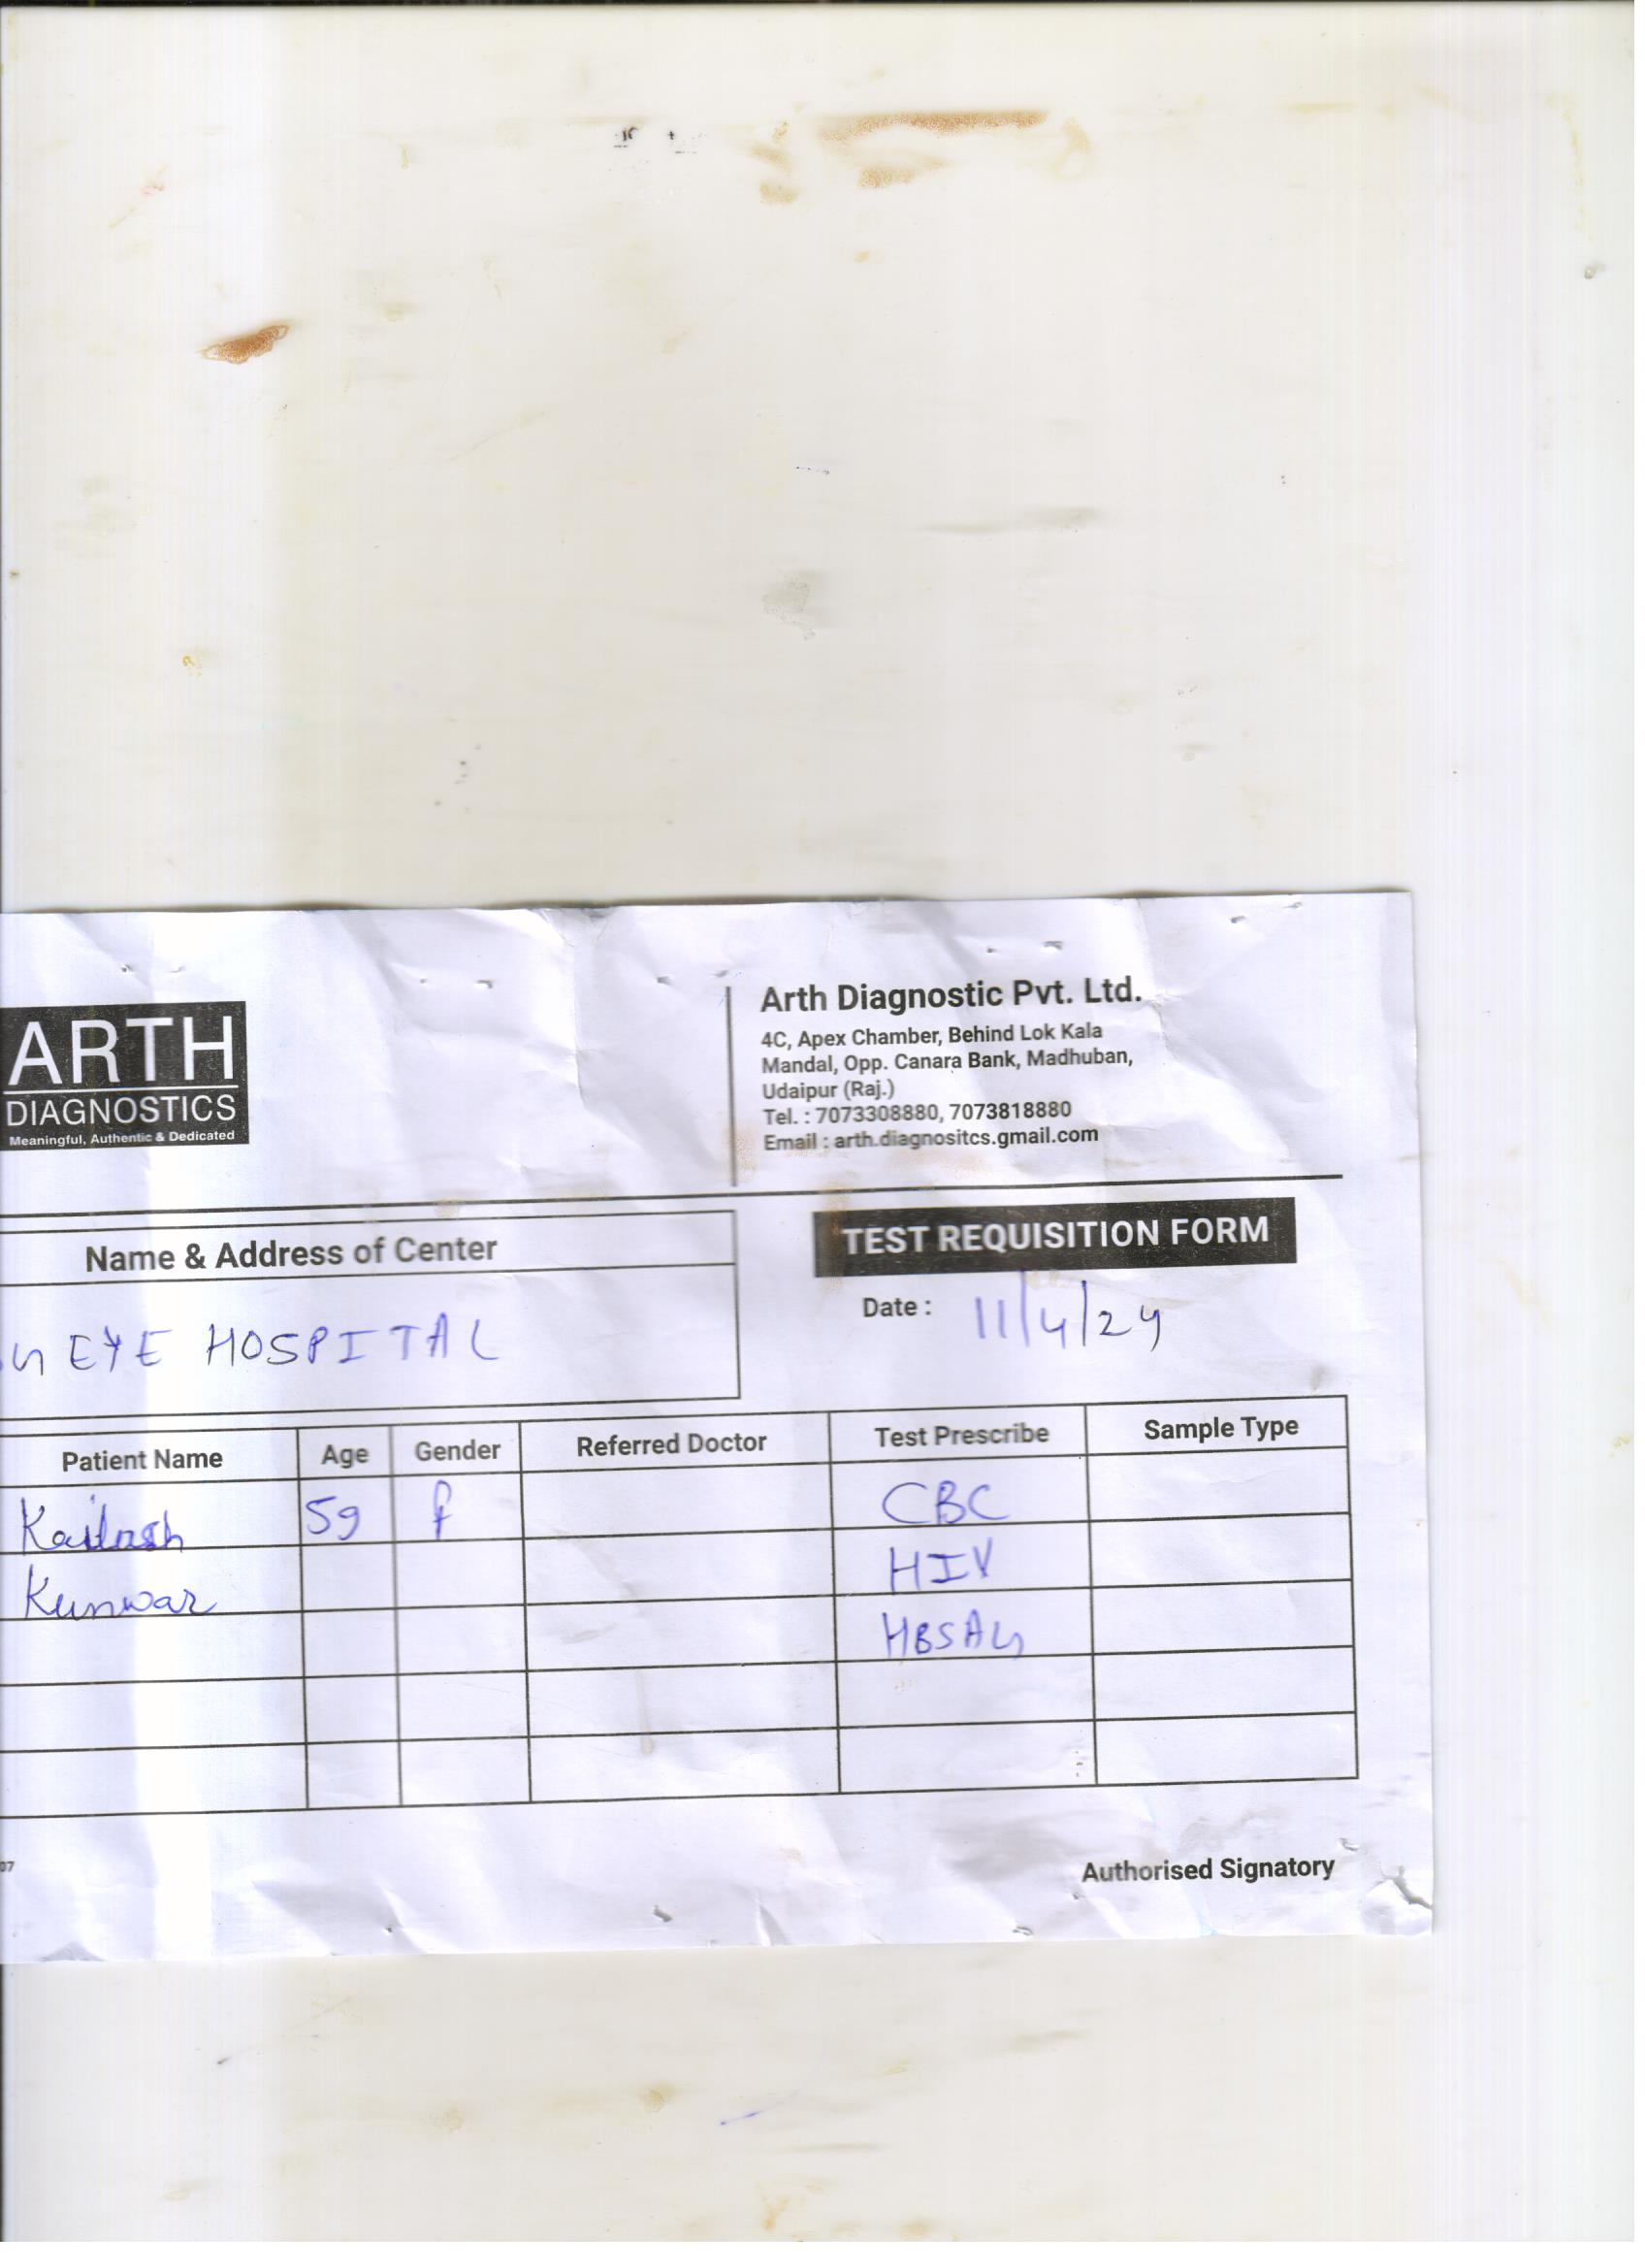 ARTH
DIAGNOSTICS
Meaningful, Authentic & Dedicated
Arth Diagnostic Pvt. Ltd.
4C, Apex Chamber, Behind Lok Kala
Mandal, Opp. Canara Bank, Madhuban,
Udaipur (Raj.)
Tel. : 7073308880, 7073818880
Email : arth.diagnositcs.gmail.com
Name & Address of Center
EYE HOSPITAL
TEST REQUISITION FORM
Date : 11/4/24
Patient Name Age Gender Referred Doctor Test Prescribe Sample Type
Kailash 59 f CBC
Kunwar HIV
HBSAG
07
Authorised Signatory